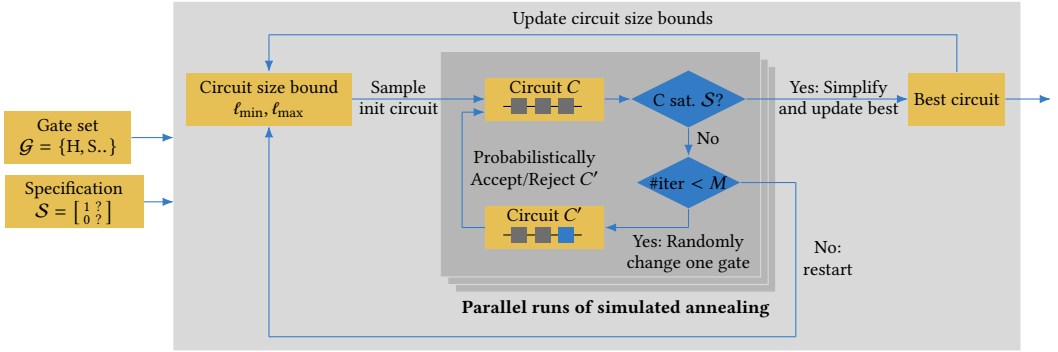 Update circuit size bounds
Circuit size bound
ℓmin, ℓmax
Sample
init circuit
Circuit C
C sat. 𝒮?
Yes: Simplify
and update best
Best circuit
Gate set
𝒢 = {H, S..}
Specification
𝒮 = [1 ?
0 ?]
No
Probabilistically
Accept/Reject C′
#iter < M
Circuit C′
Yes: Randomly
change one gate
No:
restart
Parallel runs of simulated annealing